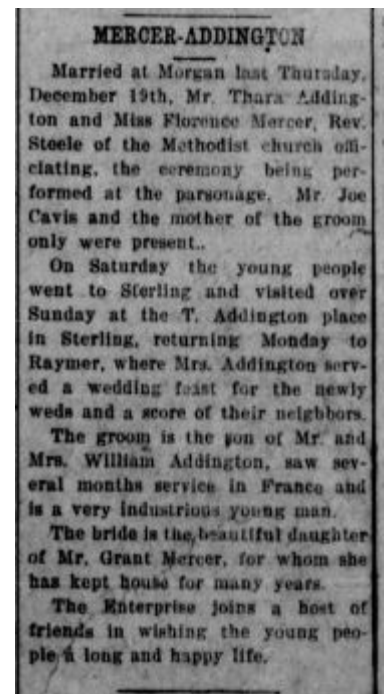 MERCER-ADDINGTON
Married at Morgan last Thursday,
December 19th, Mr. Thara Adding-
ton and Miss Florence Mercer, Rev.
Steele of the Methodist church offi-
ciating, the ceremony being per-
formed at the parsonage. Mr. Joe
Cavis and the mother of the groom
only were present..
On Saturday the young people
went to Sterling and visited over
Sunday at the T. Addington place
in Sterling, returning Monday to
Raymer, where Mrs. Addington serv-
ed a wedding feast for the newly
weds and a score of their neighbors.
The groom is the son of Mr. and
Mrs. William Addington, saw sev-
eral months service in France and
is a very industrious young man.
The bride is the beautiful daughter
of Mr. Grant Mercer, for whom she
has kept house for many years.
The Enterprise joins a host of
friends in wishing the young peo-
ple a long and happy life.